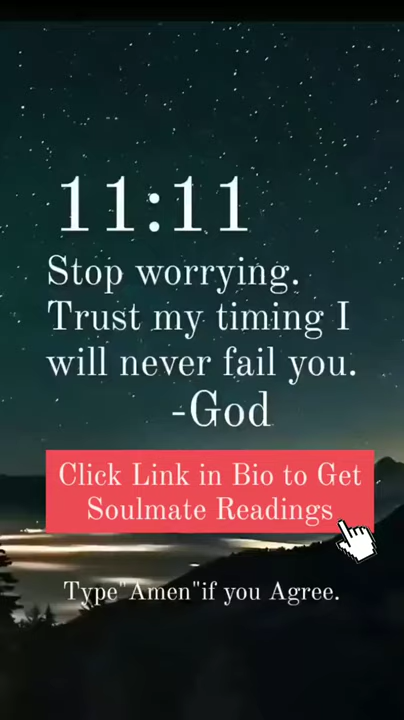 11:11
Stop worrying.
Trust my timing I
will never fail you.
-God
Click Link in Bio to Get
Soulmate Readings
Type"Amen"if you Agree.